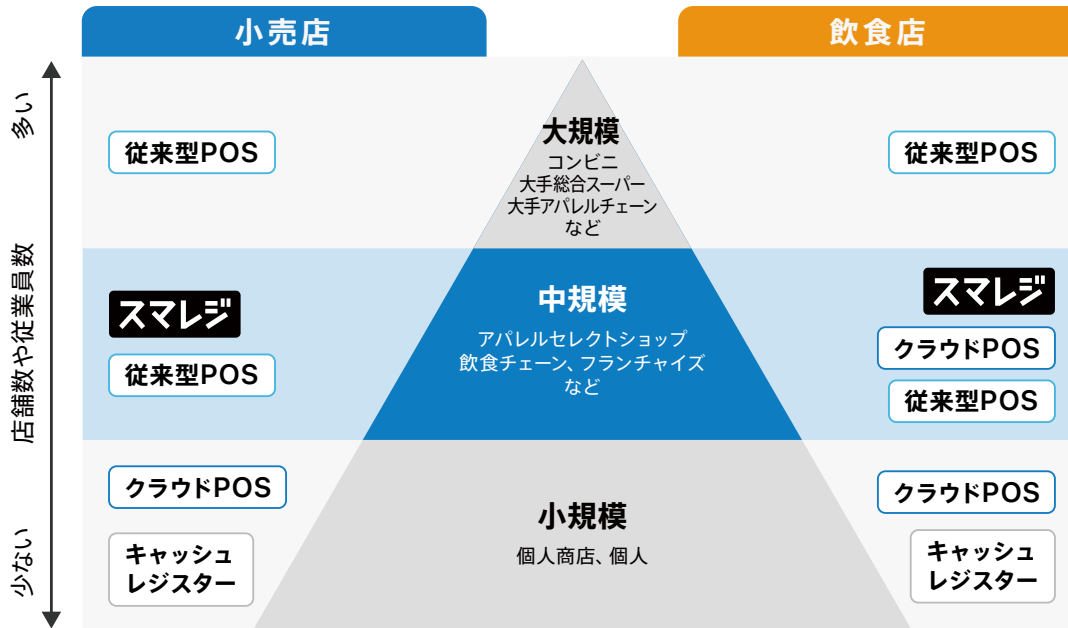 小売店
飲食店
多い
店舗数や従業員数
少ない
従来型POS
大規模
コンビニ
大手総合スーパー
大手アパレルチェーン
など
従来型POS
スマレジ
従来型POS
中規模
アパレルセレクトショップ
飲食チェーン、フランチャイズ
など
スマレジ
クラウドPOS
従来型POS
クラウドPOS
キャッシュ
レジスター
小規模
個人商店、個人
クラウドPOS
キャッシュ
レジスター